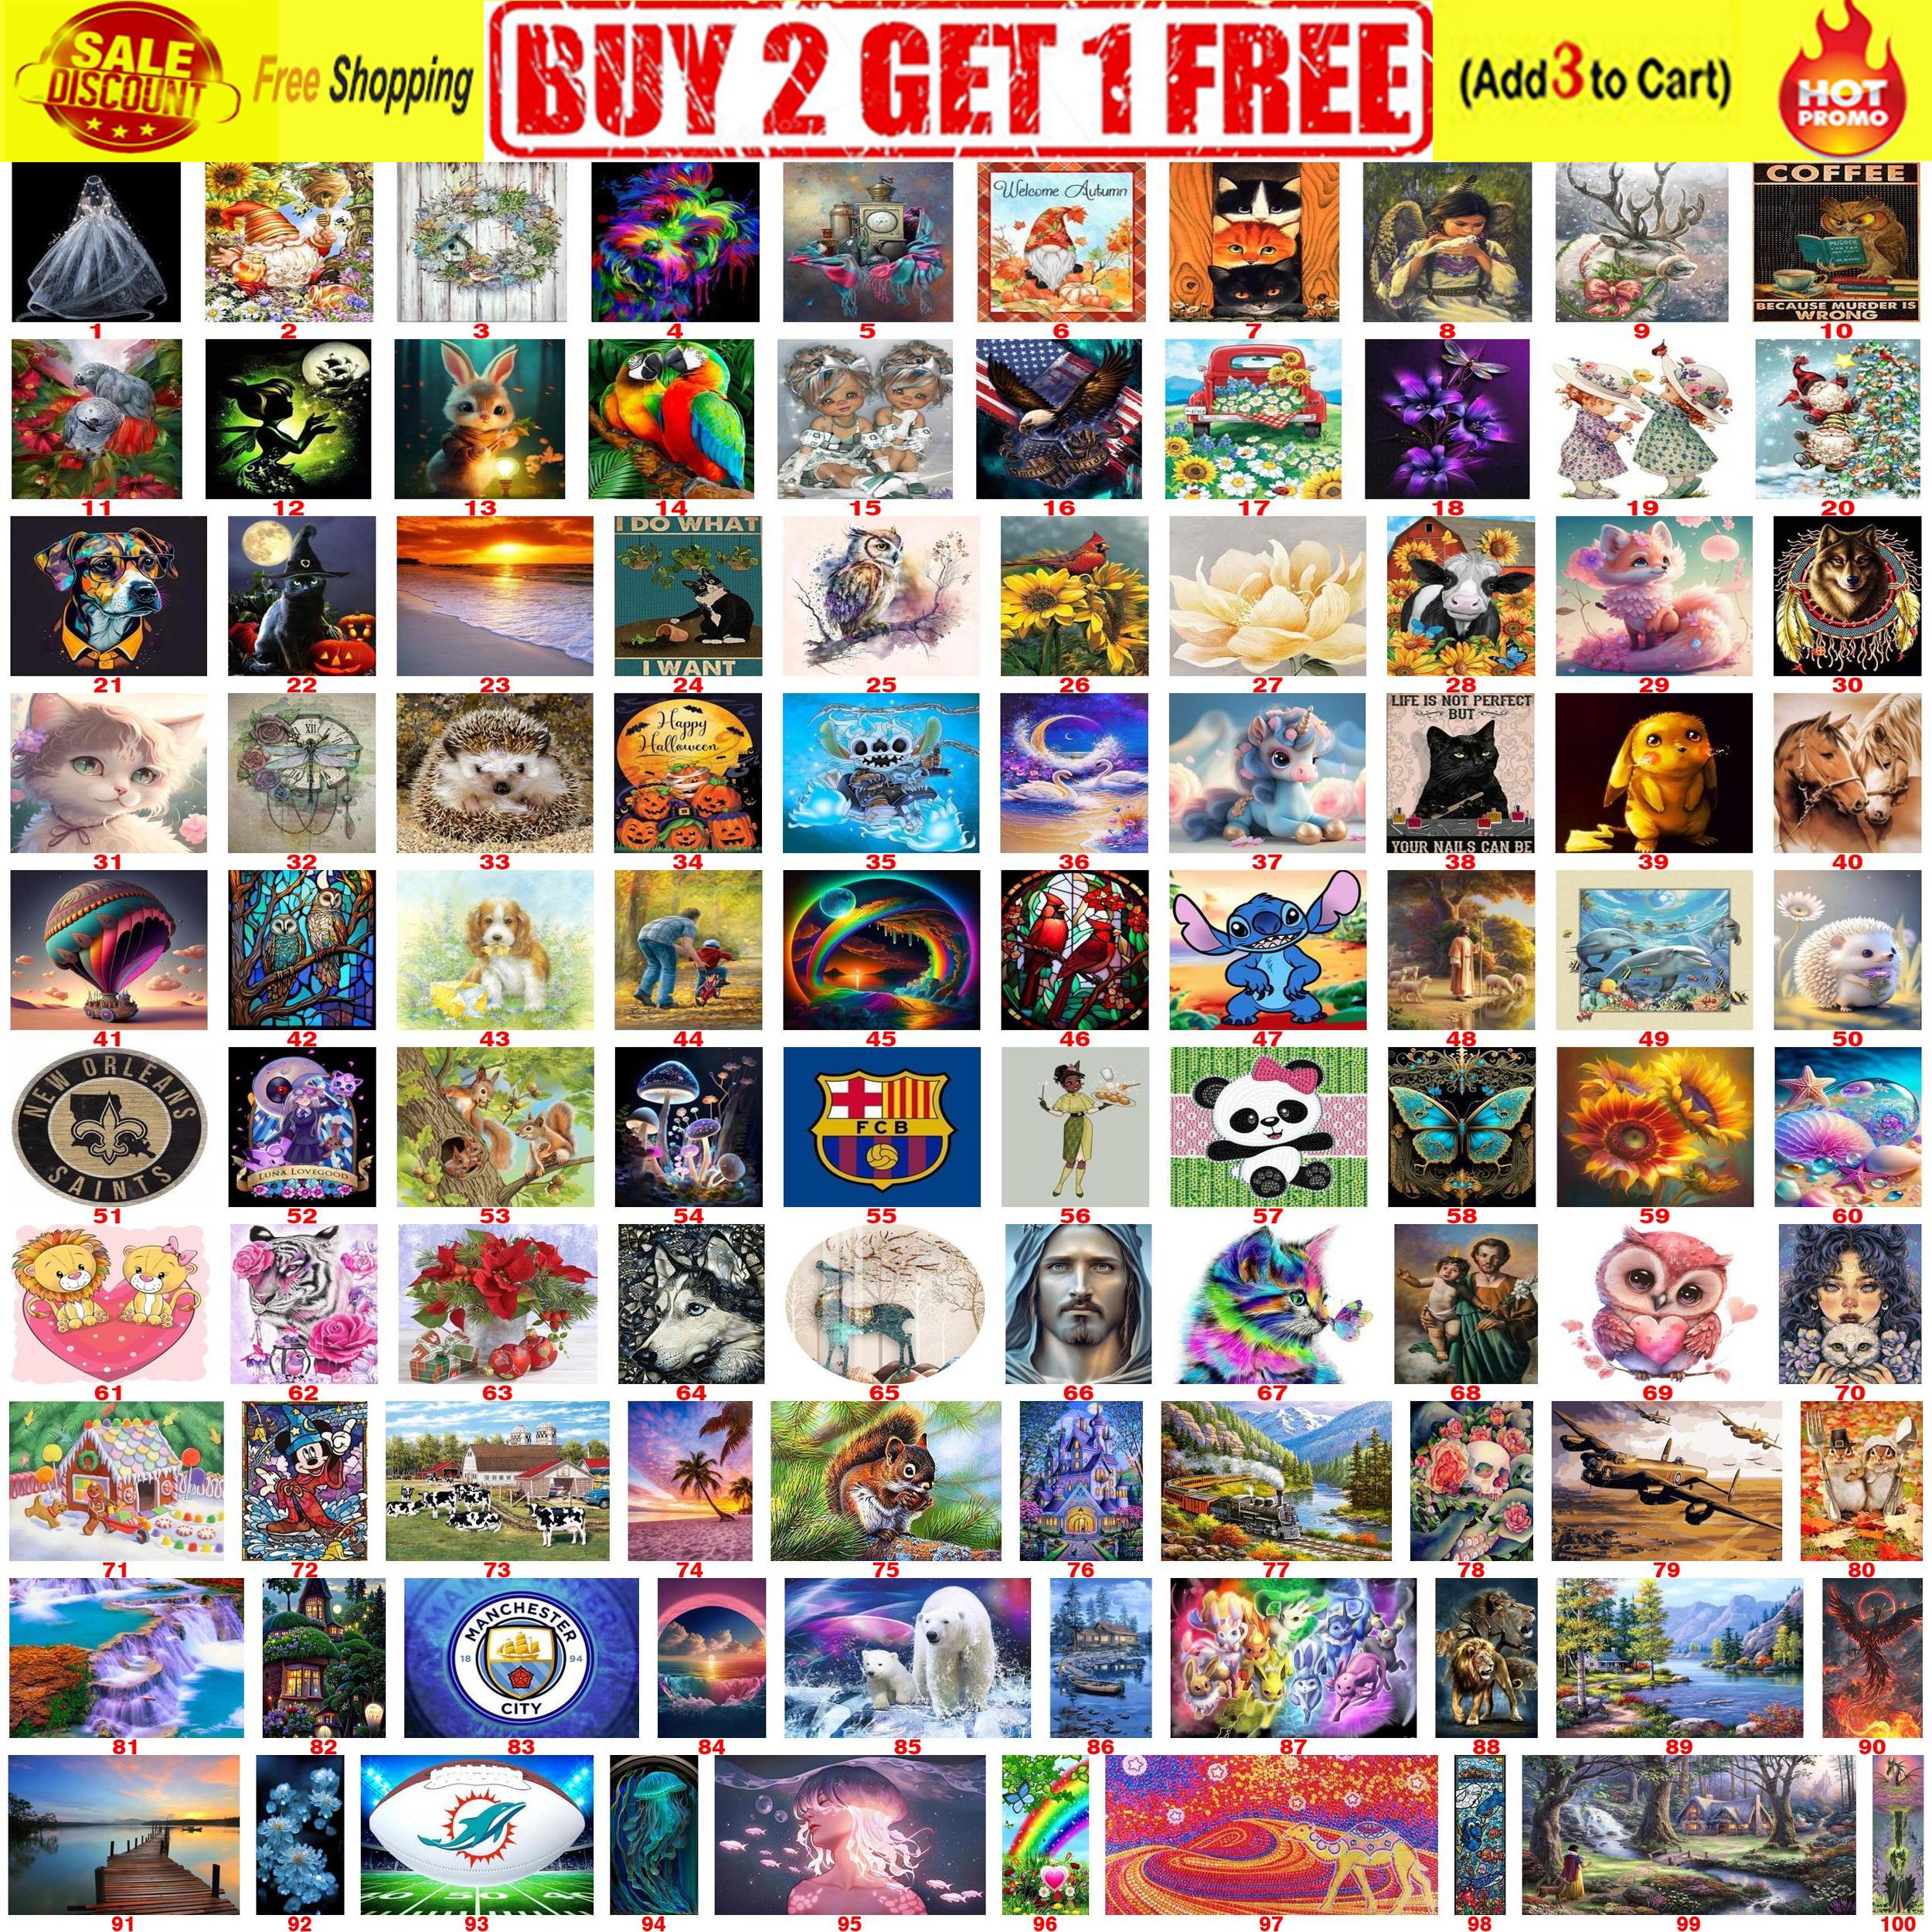 SALE
DISCOUNT
Free Shopping
BUY 2 GET 1 FREE
(Add 3 to Cart)
HOT
PROMO
Welcome Autumn
COFFEE
MURDER
BECAUSE MURDER IS
WRONG
1 2 3 4 5 6 7 8 9 10
11 12 13 14 15 16 17 18 19 20
I DO WHAT
I WANT
21 22 23 24 25 26 27 28 29 30
Happy
Halloween
XII
LIFE IS NOT PERFECT
BUT
YOUR NAILS CAN BE
31 32 33 34 35 36 37 38 39 40
41 42 43 44 45 46 47 48 49 50
NEW ORLEANS
SAINTS
LUNA LOVEGOOD
FCB
51 52 53 54 55 56 57 58 59 60
61 62 63 64 65 66 67 68 69 70
71 72 73 74 75 76 77 78 79 80
MANCHESTER
18 94
CITY
81 82 83 84 85 86 87 88 89 90
50
91 92 93 94 95 96 97 98 99 100